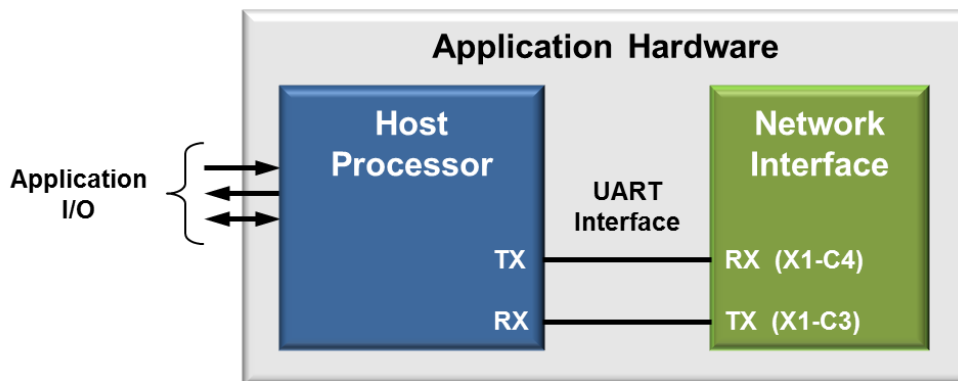 Application Hardware
Host
Processor
Network
Interface
Application
I/O
UART
Interface
TX
RX (X1-C4)
RX
TX (X1-C3)